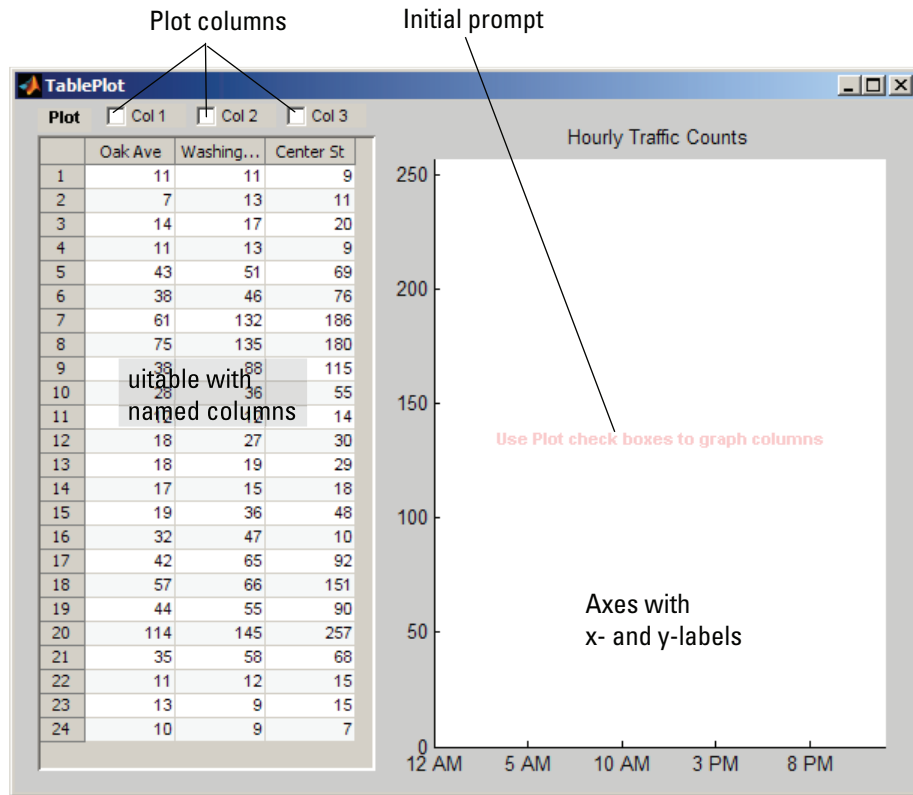 Plot columns
Initial prompt
TablePlot
Plot Col 1 Col 2 Col 3
Oak Ave Washing... Center St
1 11 11 9
2 7 13 11
3 14 17 20
4 11 13 9
5 43 51 69
6 38 46 76
7 61 132 186
8 75 135 180
9 38 88 115
10 28 36 55
11 12 12 14
12 18 27 30
13 18 19 29
14 17 15 18
15 19 36 48
16 32 47 10
17 42 65 92
18 57 66 151
19 44 55 90
20 114 145 257
21 35 58 68
22 11 12 15
23 13 9 15
24 10 9 7
uitable with
named columns
Hourly Traffic Counts
250
200
150
Use Plot check boxes to graph columns
100
Axes with
x- and y-labels
50
0
12 AM 5 AM 10 AM 3 PM 8 PM